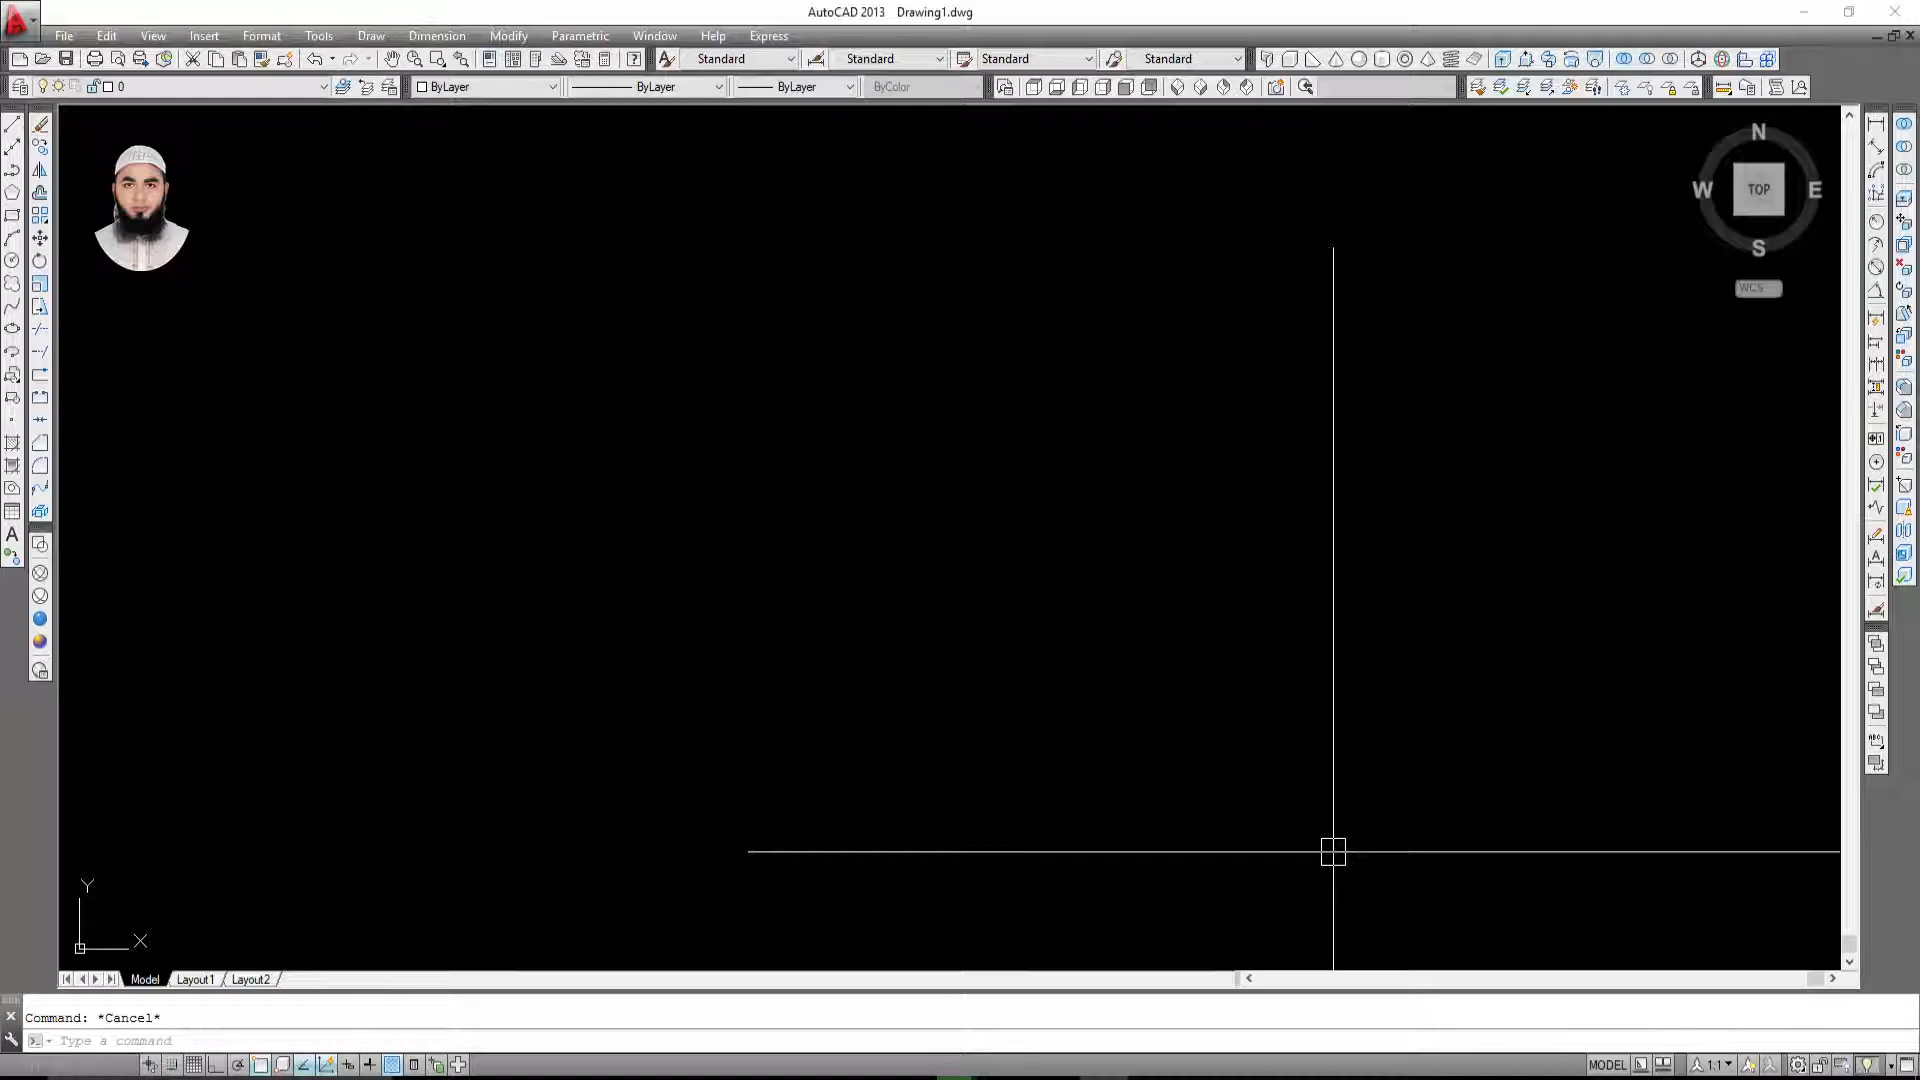 AutoCAD 2013 Drawing1.dwg
File Edit View Insert Format Tools Draw Dimension Modify Parametric Window Help Express
Standard Standard Standard Standard
0 ByLayer ByLayer ByLayer ByColor
N
W TOP E
S
WCS
A
A
Y
X
Model Layout1 Layout2
Command: *Cancel*
Type a command
MODEL 1:1